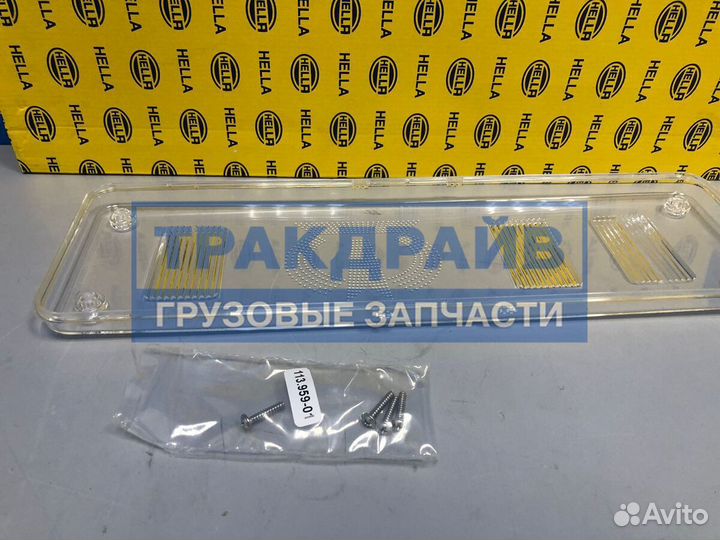 HELLA
ТРАКДРАЙВ
ГРУЗОВЫЕ ЗАПЧАСТИ
113.959-01
Avito